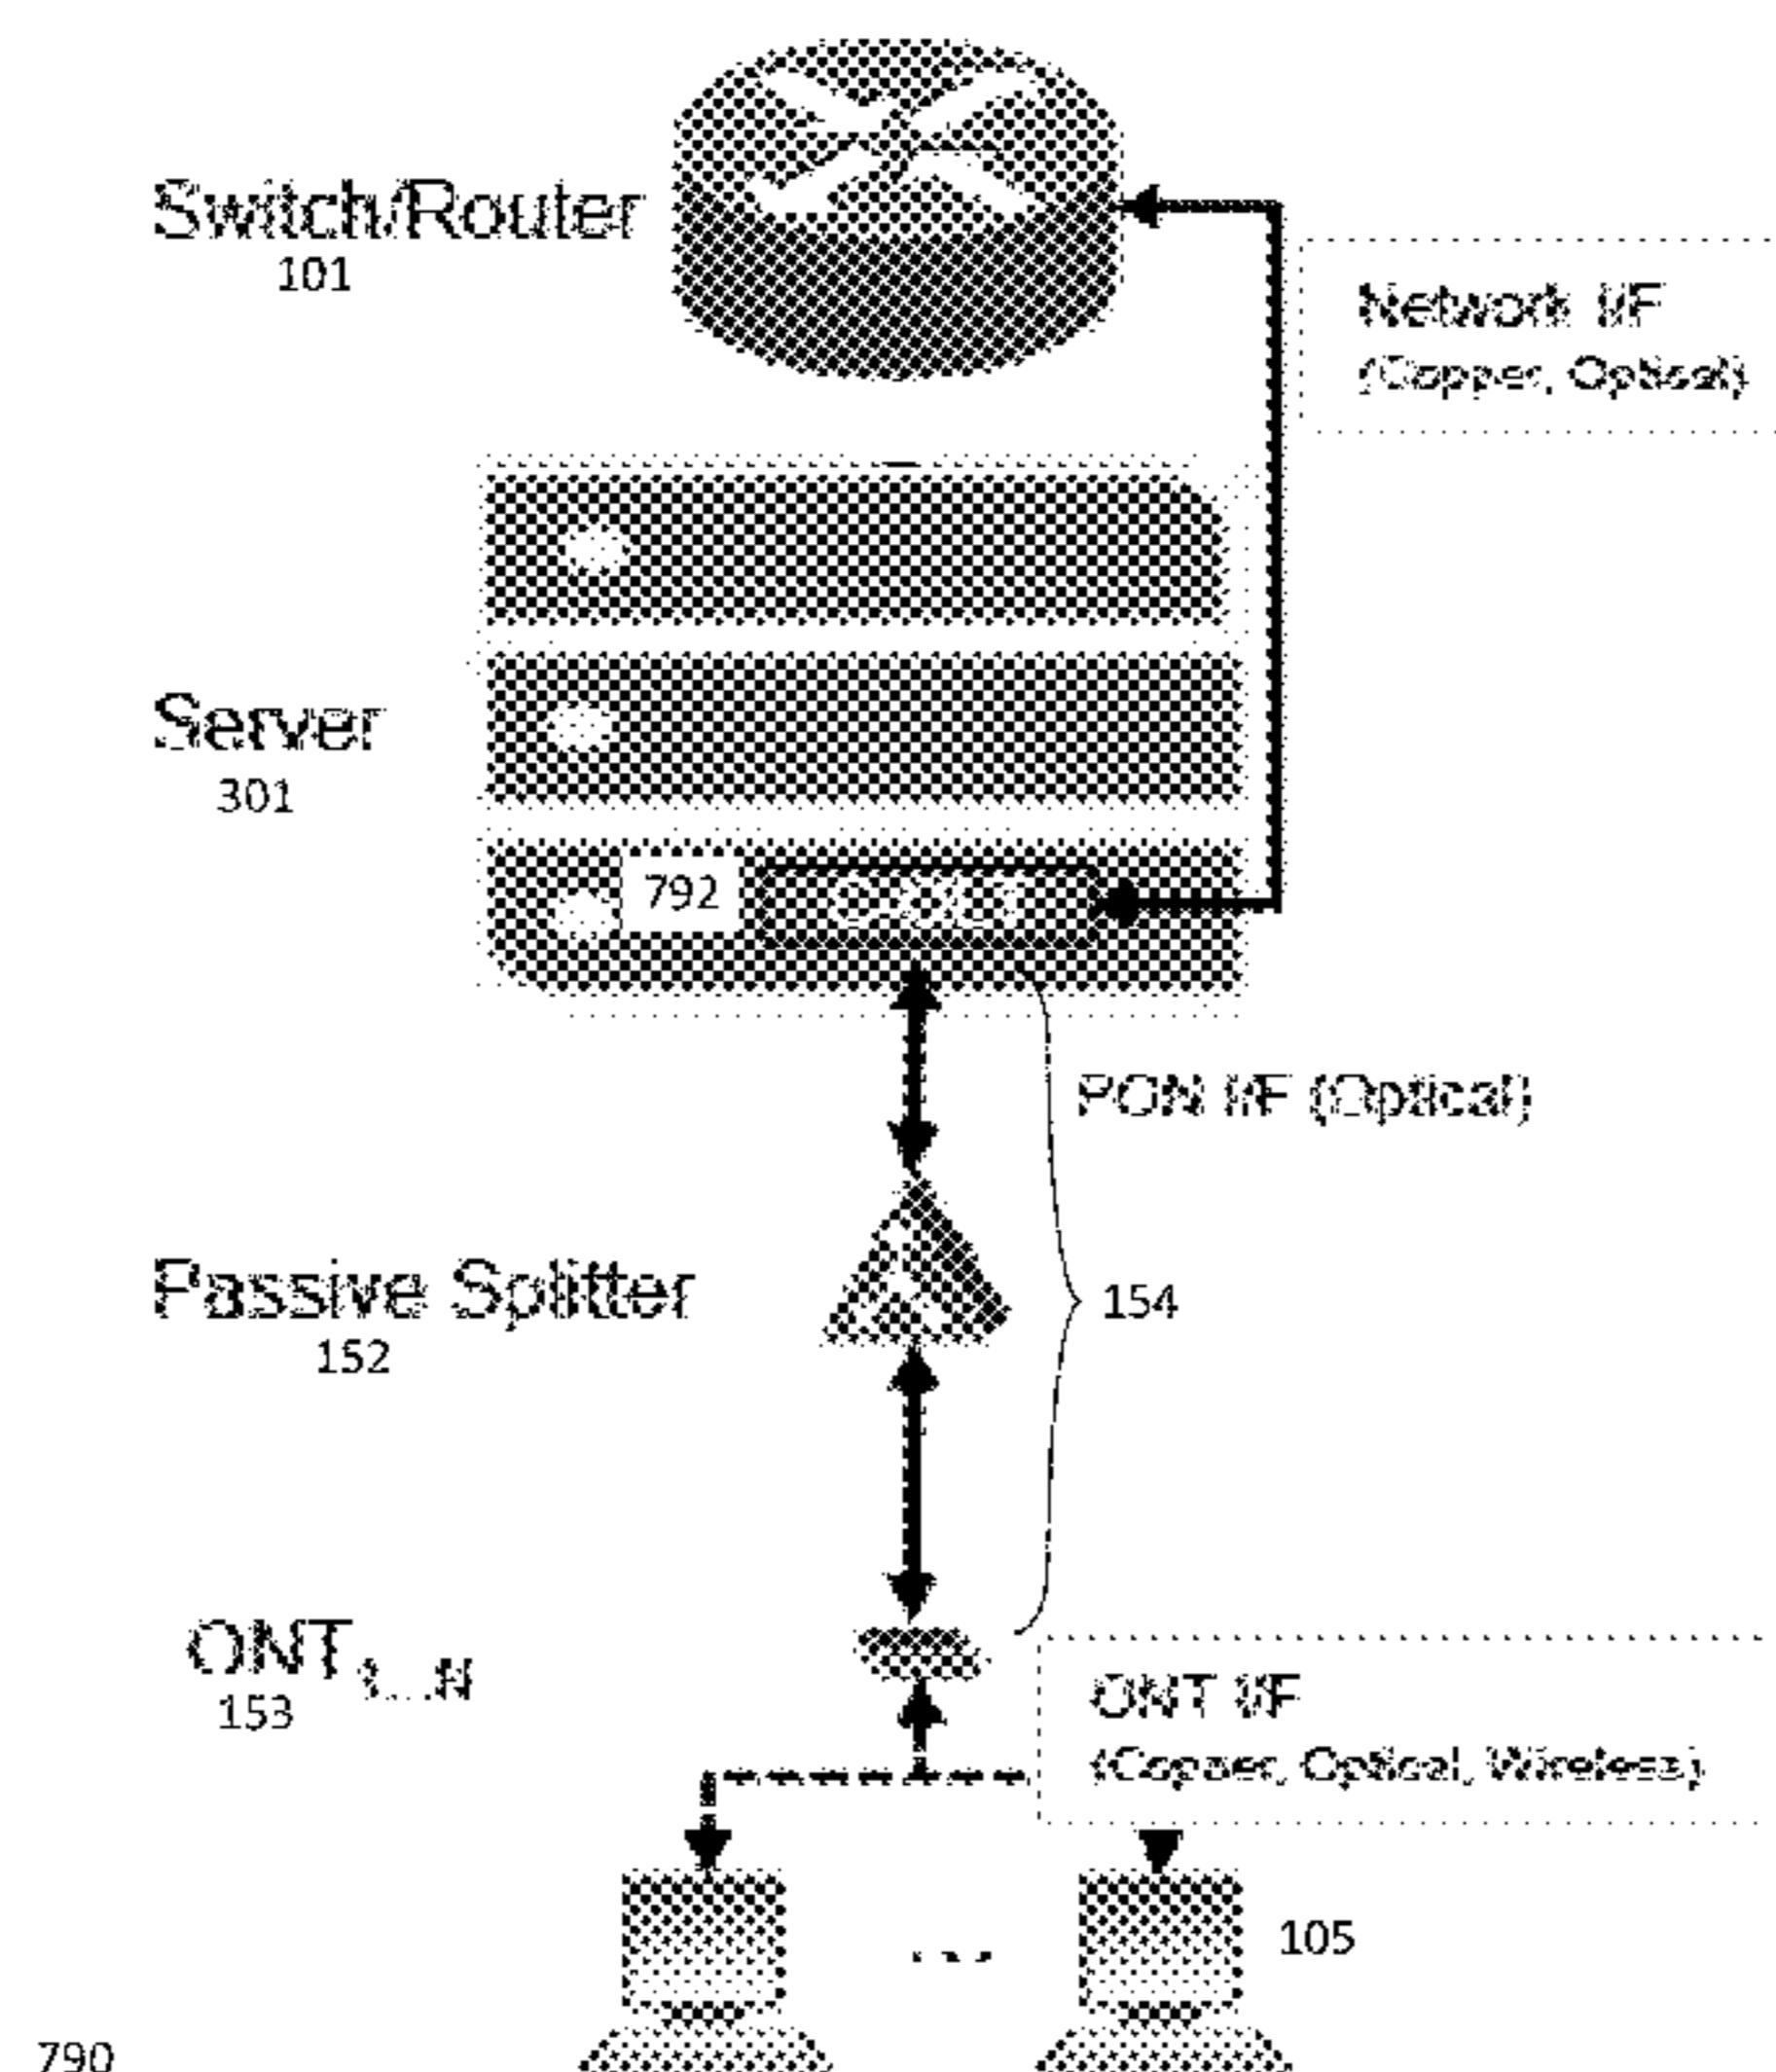 Switch/Router
101
Network I/F
(Copper, Optical)
Server
301
792
PON I/F (Optical)
Passive Splitter
152
154
ONT 1...N
153
ONT I/F
(Copper, Optical, Wireless)
105
...
790